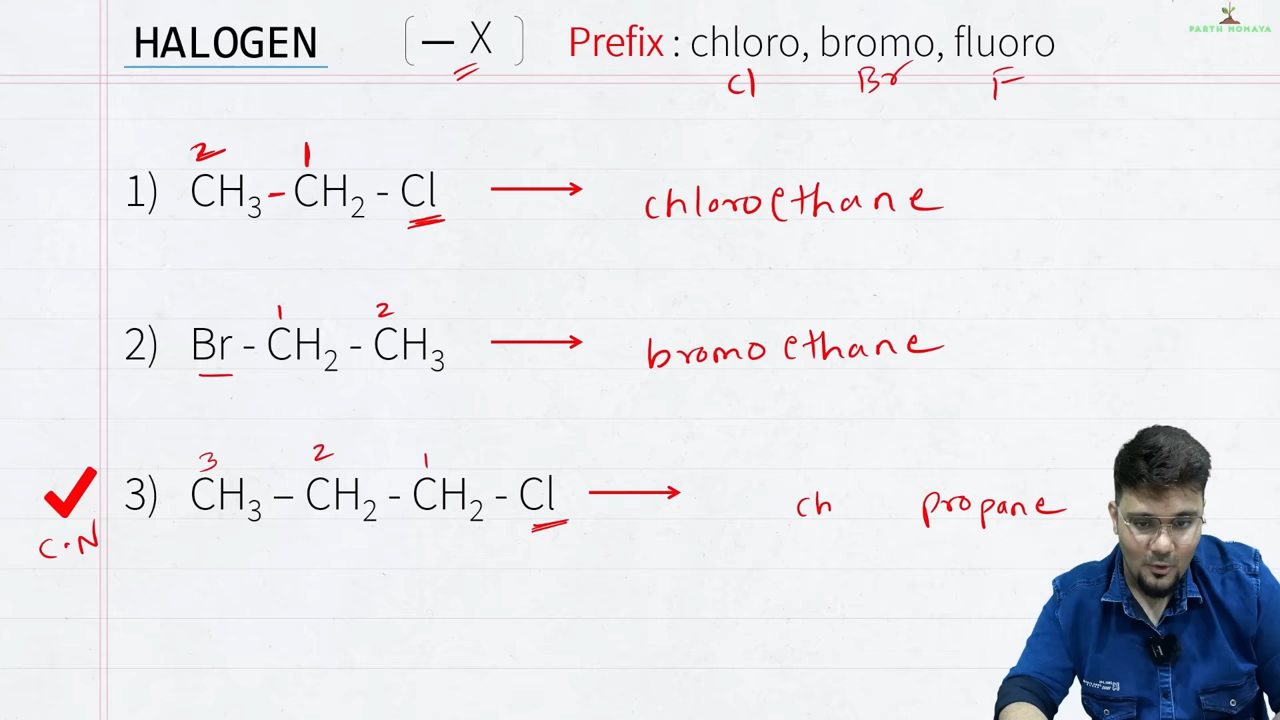 PARTH MOMAYA
HALOGEN (— X) Prefix : chloro, bromo, fluoro
Cl Br F
2 1
1) CH₃ - CH₂ - Cl → chloroethane
1 2
2) Br - CH₂ - CH₃ → bromoethane
3 2 1
3) CH₃ – CH₂ - CH₂ - Cl → ch propane
C.N